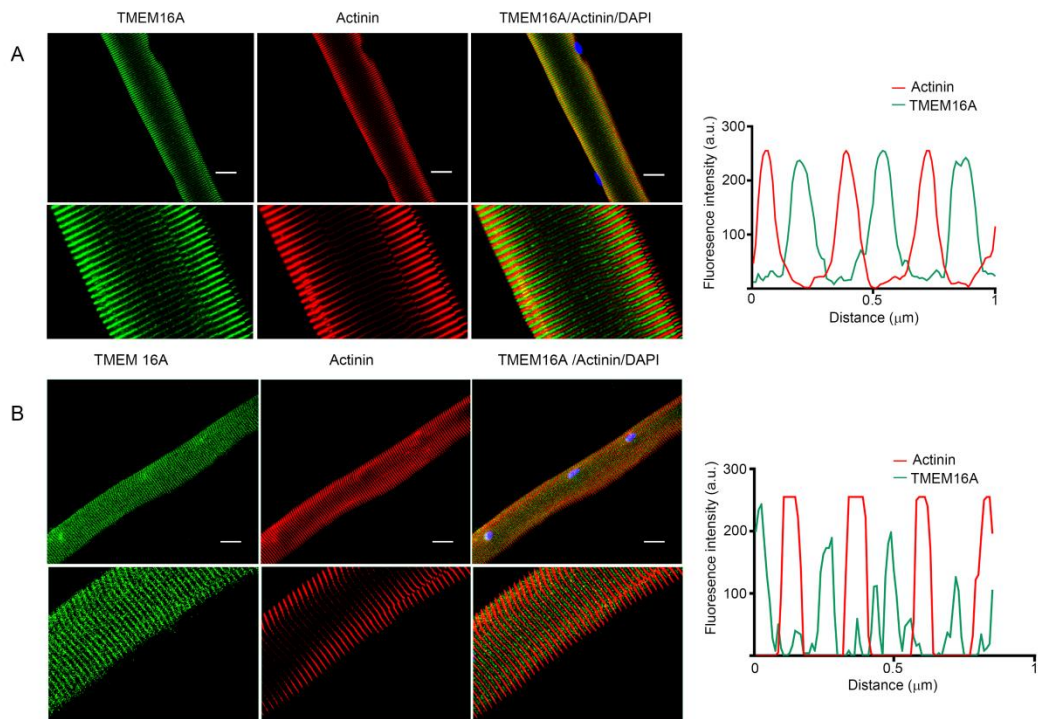 TMEM16A Actinin TMEM16A/Actinin/DAPI
A
Actinin
TMEM16A
Fluoresence intensity (a.u.)
300
200
100
0 0.5 1
Distance (μm)
TMEM 16A Actinin TMEM16A /Actinin/DAPI
B
Actinin
TMEM16A
Fluoresence intensity (a.u.)
300
200
100
0 0.5 1
Distance (μm)